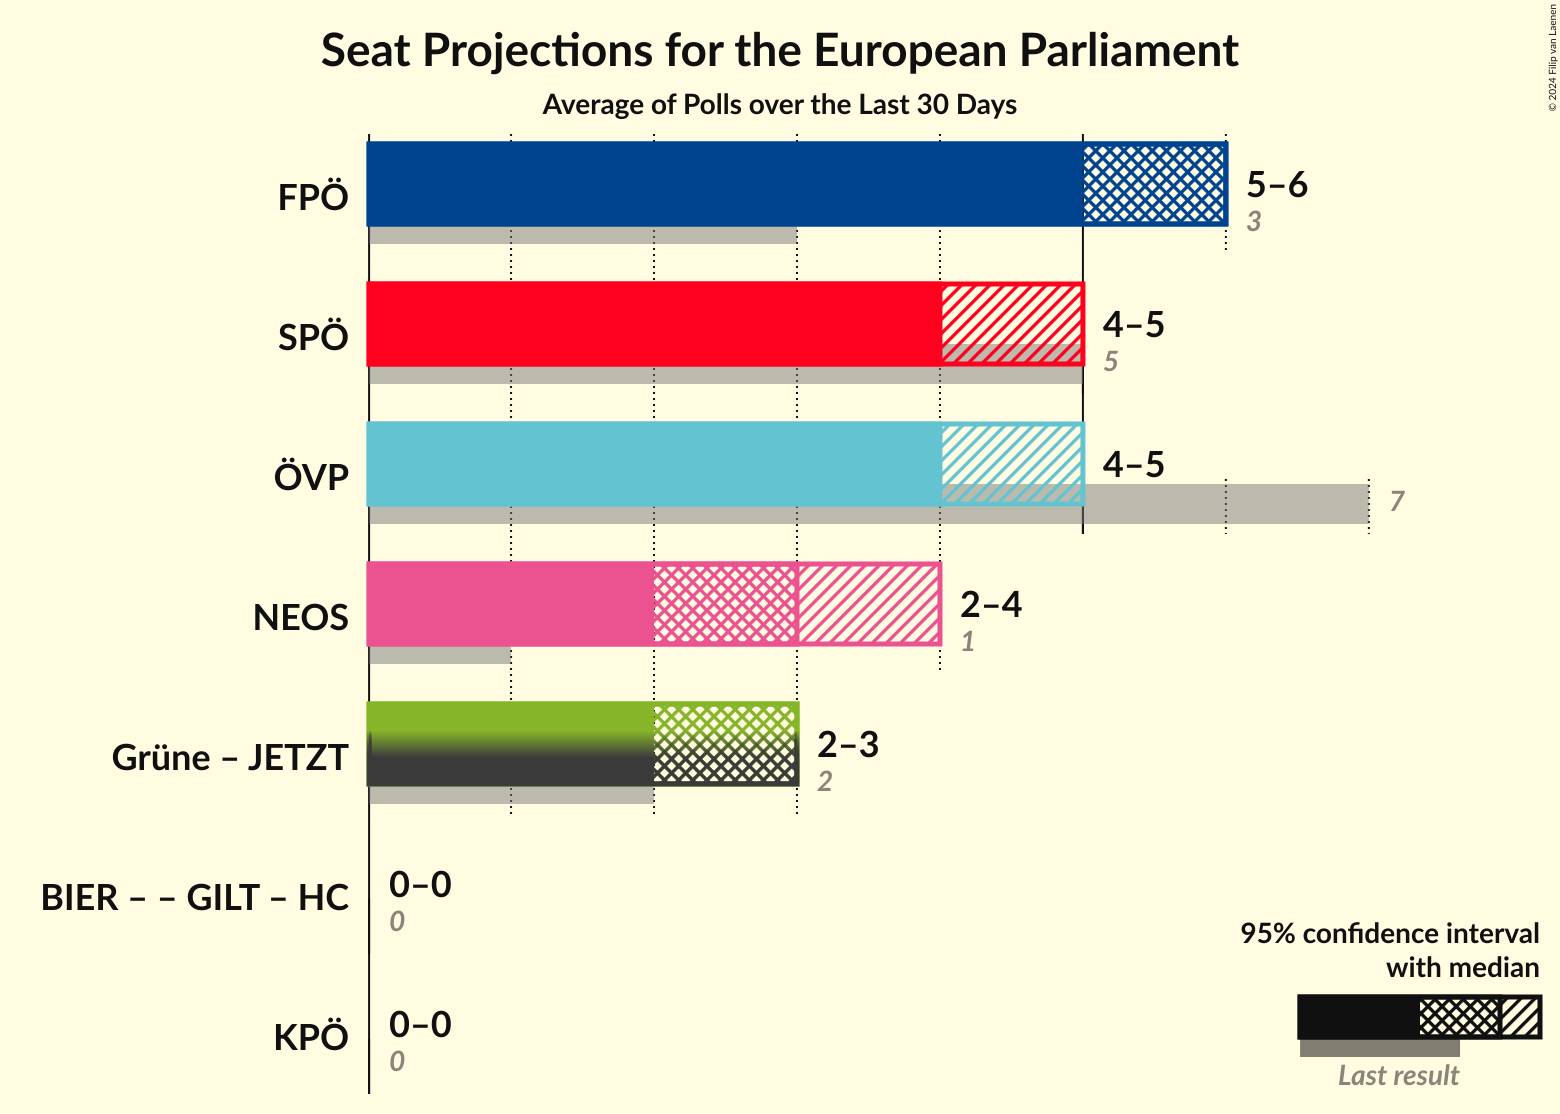 Seat Projections for the European Parliament
Average of Polls over the Last 30 Days
© 2024 Filip van Laenen
FPÖ
5–6
3
SPÖ
4–5
5
ÖVP
4–5
7
NEOS
2–4
1
Grüne – JETZT
2–3
2
BIER – – GILT – HC
0–0
0
KPÖ
0–0
0
95% confidence interval
with median
Last result